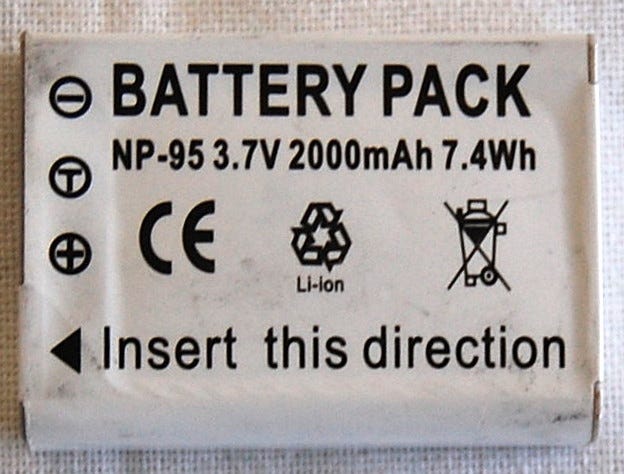 BATTERY PACK
NP-95 3.7V 2000mAh 7.4Wh
T
CE
Li-ion
Insert this direction